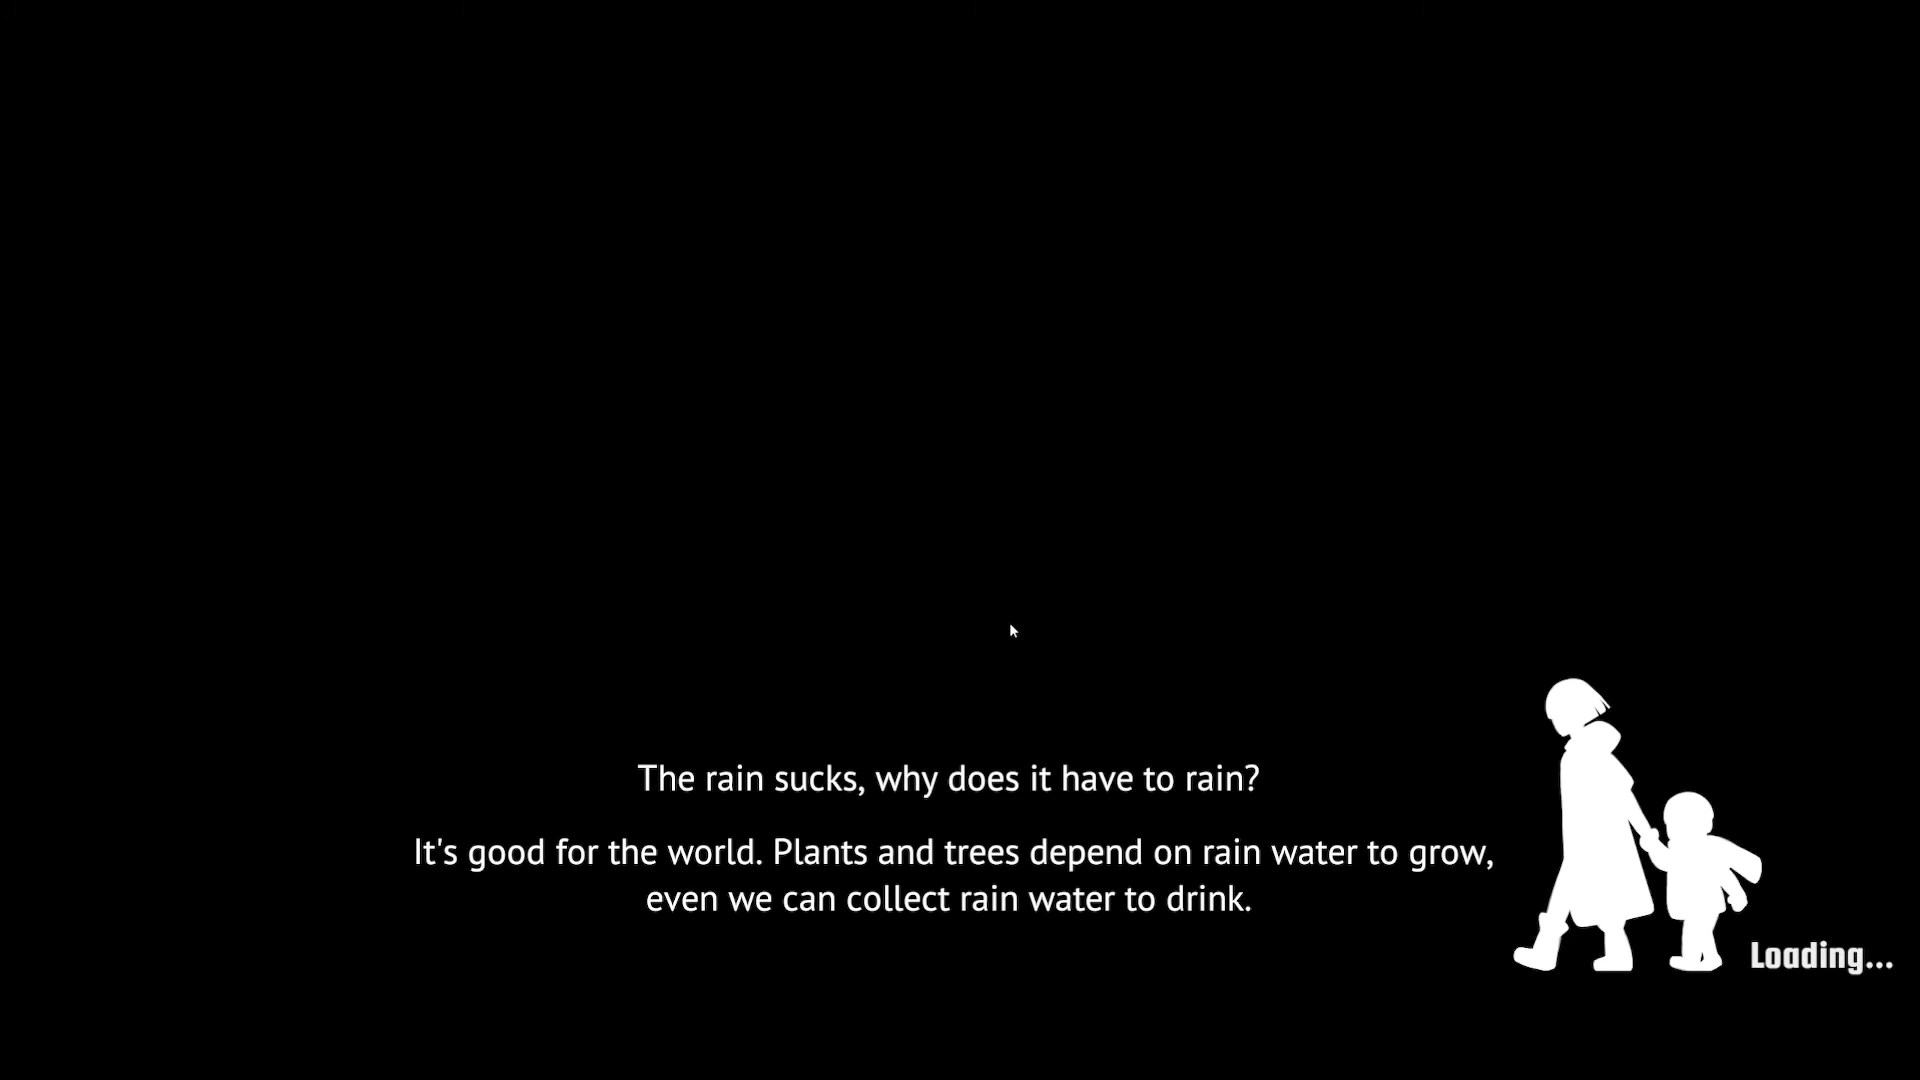 The rain sucks, why does it have to rain?
It's good for the world. Plants and trees depend on rain water to grow,
even we can collect rain water to drink.
Loading...